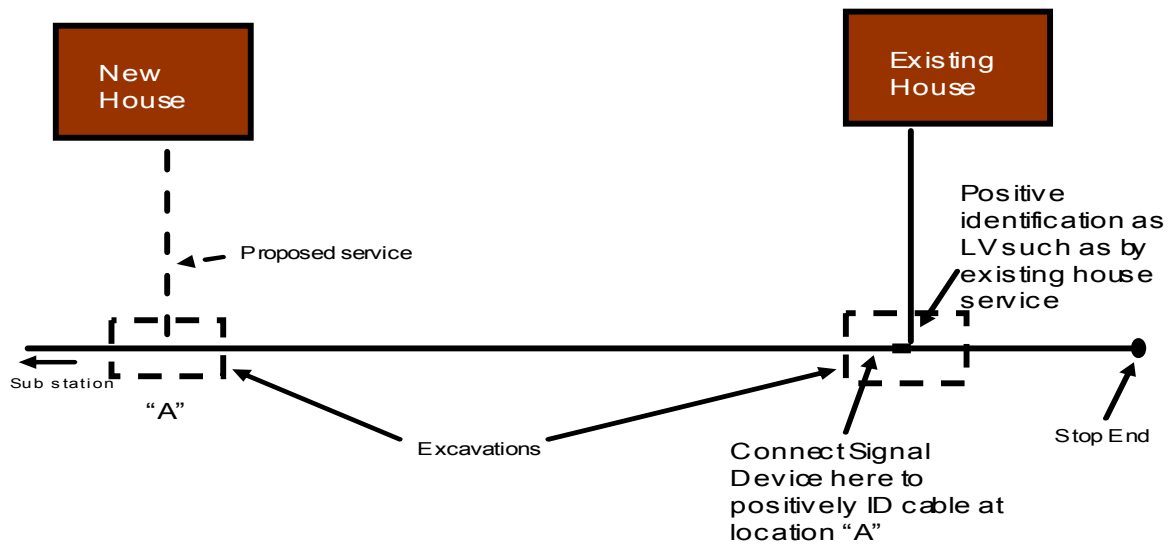 New
House
Existing
House
Positive
identification as
LV such as by
existing house
service
Proposed service
Sub station
“A”
Excavations
Connect Signal
Device here to
positively ID cable at
location “A”
Stop End